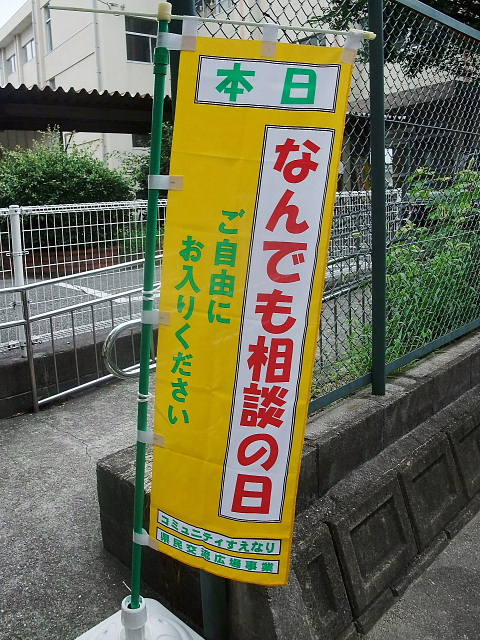 本日
なんでも相談の日
ご自由に
お入りください
コミュニティすえなり
県民交流広場事業